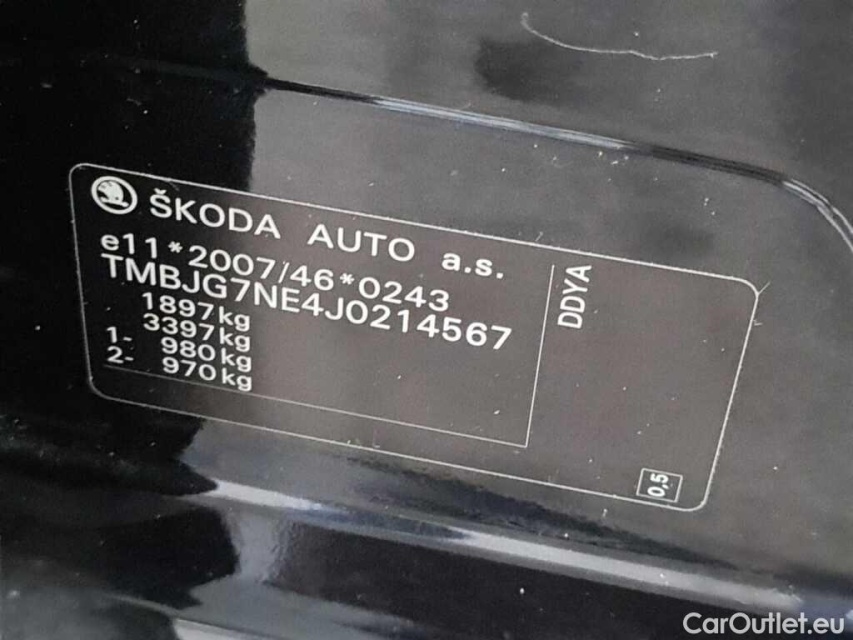 ŠKODA AUTO a.s.
e11*2007/46*0243
TMBJG7NE4J0214567
1897kg
3397kg
1- 980kg
2- 970kg
DDYA
0,5
CarOutlet.eu